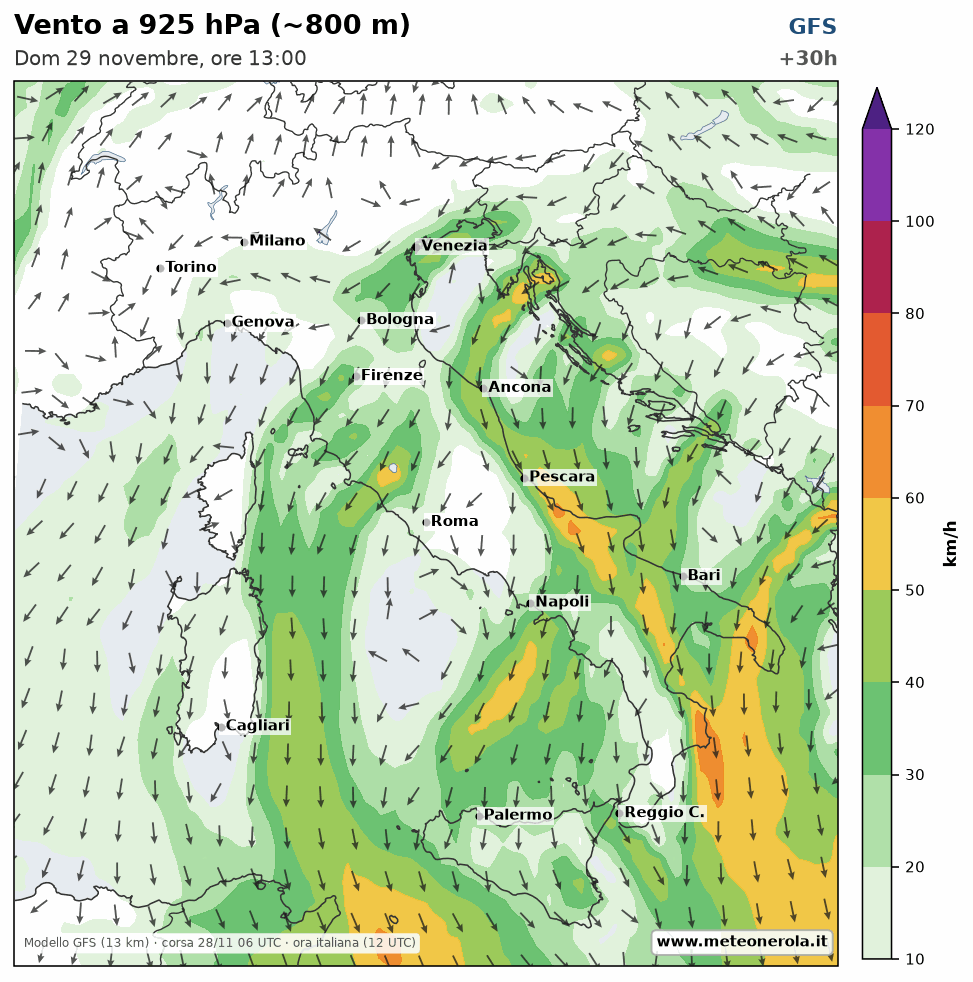 Vento a 925 hPa (~800 m)
GFS
Dom 29 novembre, ore 13:00
+30h
120
100
80
70
60
50
40
30
20
10
km/h
Milano
Venezia
Torino
Genova
Bologna
Firenze
Ancona
Pescara
Roma
Bari
Napoli
Cagliari
Palermo
Reggio C.
Modello GFS (13 km) · corsa 28/11 06 UTC · ora italiana (12 UTC)
www.meteonerola.it